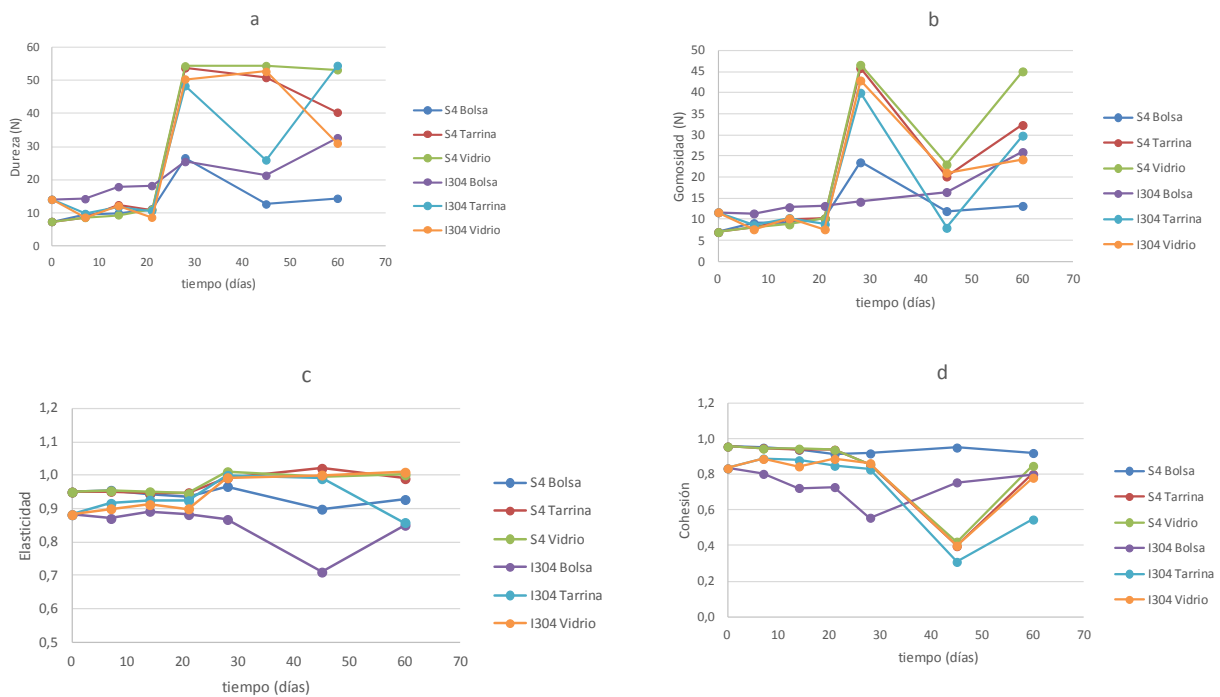 a
Dureza (N)
60
50
40
30
20
10
0
0 10 20 30 40 50 60 70
tiempo (días)
S4 Bolsa
S4 Tarrina
S4 Vidrio
I304 Bolsa
I304 Tarrina
I304 Vidrio
b
Gomosidad (N)
50
45
40
35
30
25
20
15
10
5
0
0 10 20 30 40 50 60 70
tiempo (días)
S4 Bolsa
S4 Tarrina
S4 Vidrio
I304 Bolsa
I304 Tarrina
I304 Vidrio
c
Elasticidad
1,2
1,1
1,0
0,9
0,8
0,7
0,6
0,5
0 10 20 30 40 50 60 70
tiempo (días)
S4 Bolsa
S4 Tarrina
S4 Vidrio
I304 Bolsa
I304 Tarrina
I304 Vidrio
d
Cohesión
1,2
1,0
0,8
0,6
0,4
0,2
0,0
0 10 20 30 40 50 60 70
tiempo (días)
S4 Bolsa
S4 Tarrina
S4 Vidrio
I304 Bolsa
I304 Tarrina
I304 Vidrio